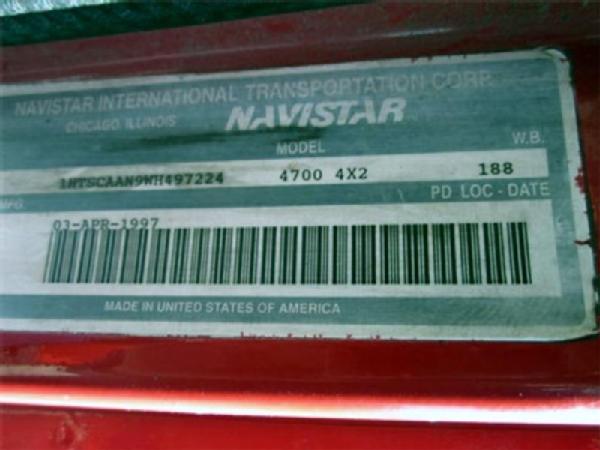 NAVISTAR INTERNATIONAL TRANSPORTATION CORP.
CHICAGO, ILLINOIS NAVISTAR
MODEL W.B.
1HTSCAAN9WH497224 4700 4X2 188
MFG. PD LOC - DATE
03-APR-1997
MADE IN UNITED STATES OF AMERICA